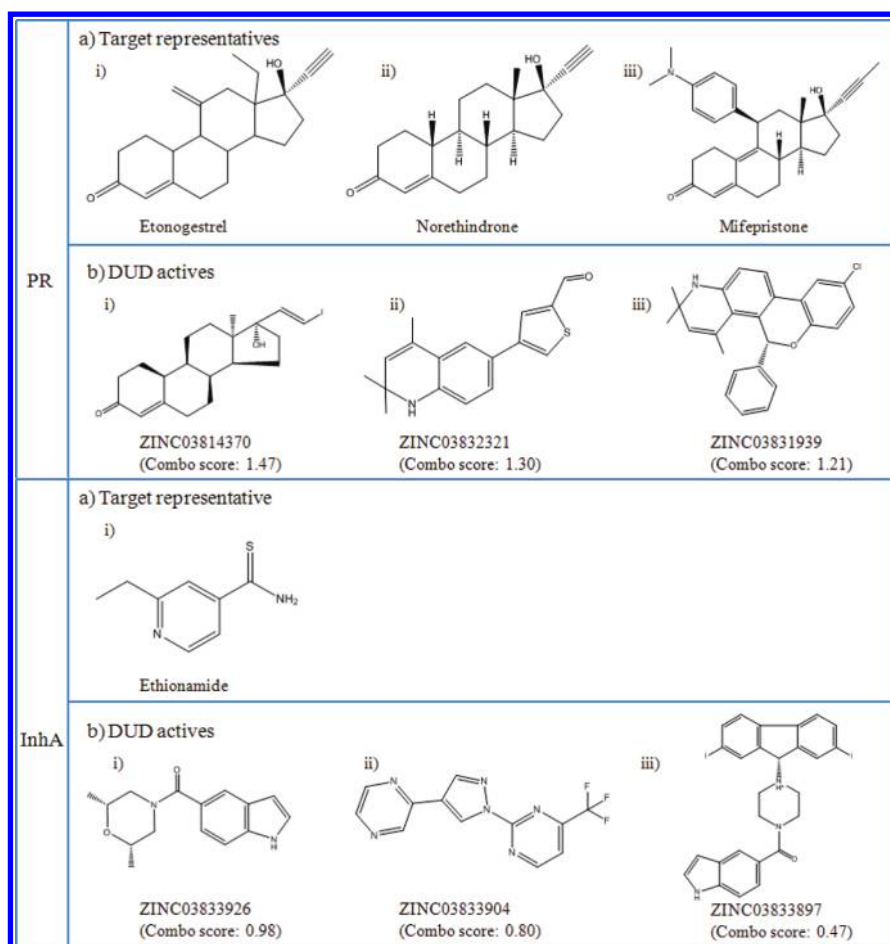 PR
a) Target representatives
i)
ii)
iii)
HO
O
HO
H
H
H
O
N
HO
H
H
O
Etonogestrel
Norethindrone
Mifepristone
b) DUD actives
i)
ii)
iii)
I
OH
O
O
S
N
H
H
N
Cl
O
ZINC03814370
ZINC03832321
ZINC03831939
(Combo score: 1.47)
(Combo score: 1.30)
(Combo score: 1.21)
InhA
a) Target representative
i)
S
NH2
N
Ethionamide
b) DUD actives
i)
ii)
iii)
O
N
O
N
H
N
N
N
N
N
N
F
F
F
I
I
N
H+
N
O
N
H
ZINC03833926
ZINC03833904
ZINC03833897
(Combo score: 0.98)
(Combo score: 0.80)
(Combo score: 0.47)